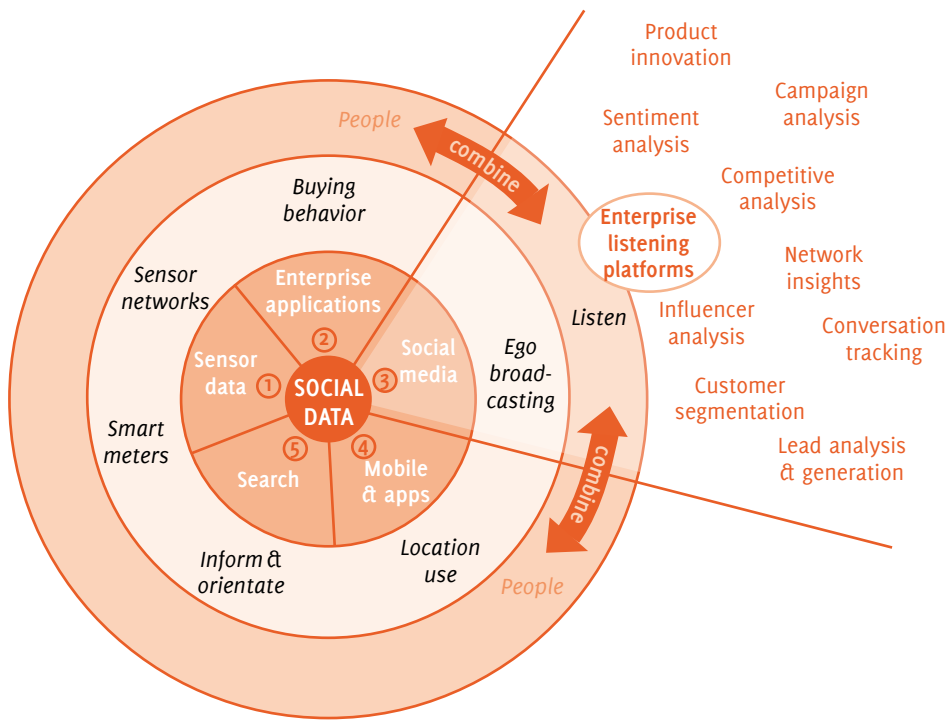 Product
innovation
Campaign
analysis
Sentiment
analysis
Competitive
analysis
Enterprise
listening
platforms
Network
insights
Influencer
analysis
Conversation
tracking
Customer
segmentation
Lead analysis
& generation
People
combine
Listen
combine
People
Buying
behavior
Sensor
networks
Smart
meters
Inform &
orientate
Location
use
Ego
broad-
casting
Enterprise
applications
2
Sensor
data
1
Social
media
3
SOCIAL
DATA
5
Search
4
Mobile
& apps